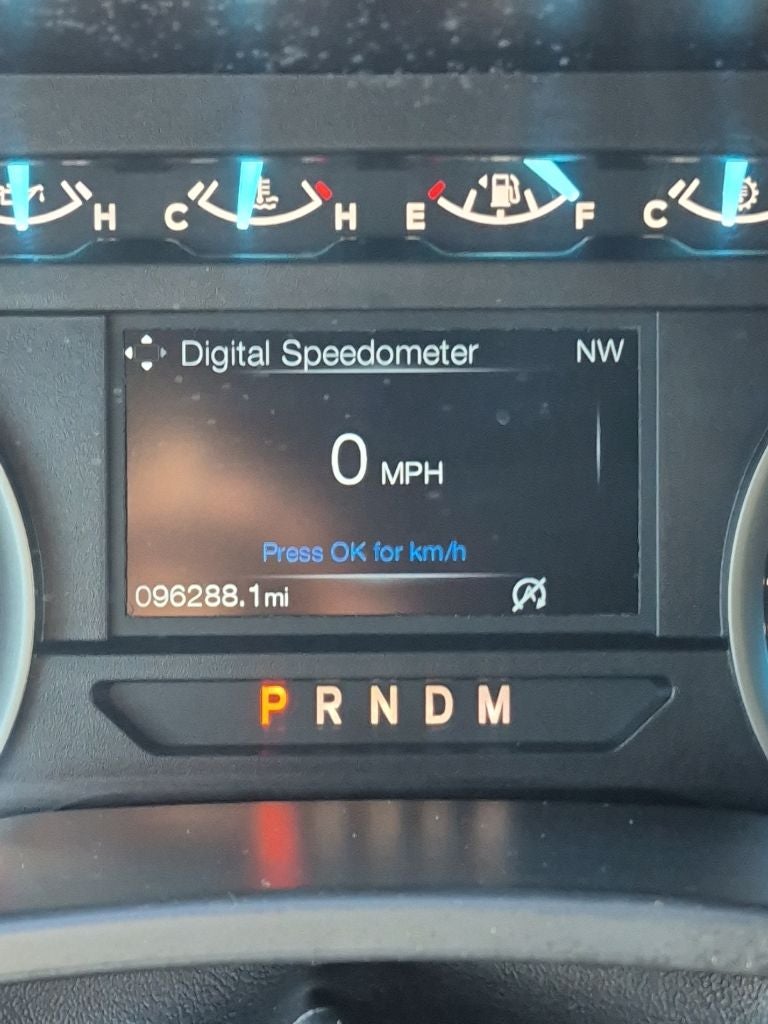 H C H E F C
Digital Speedometer NW
0 MPH
Press OK for km/h
096288.1mi
P R N D M